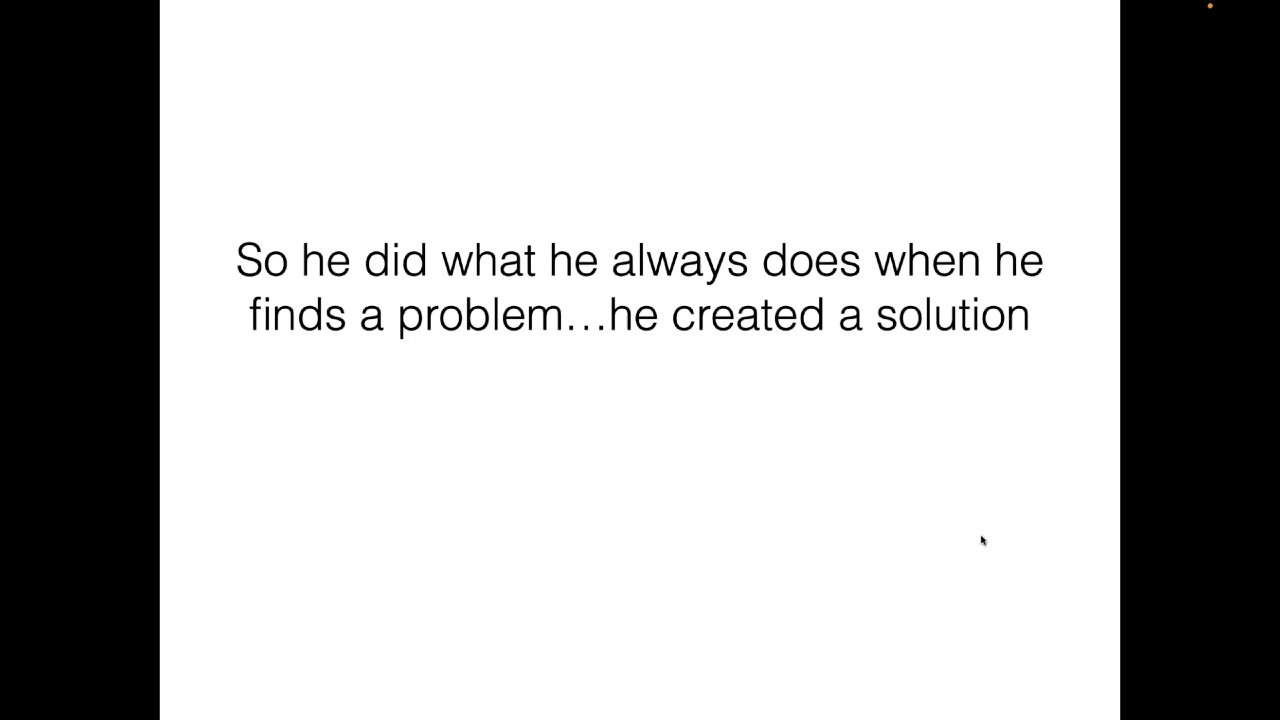 So he did what he always does when he
finds a problem…he created a solution